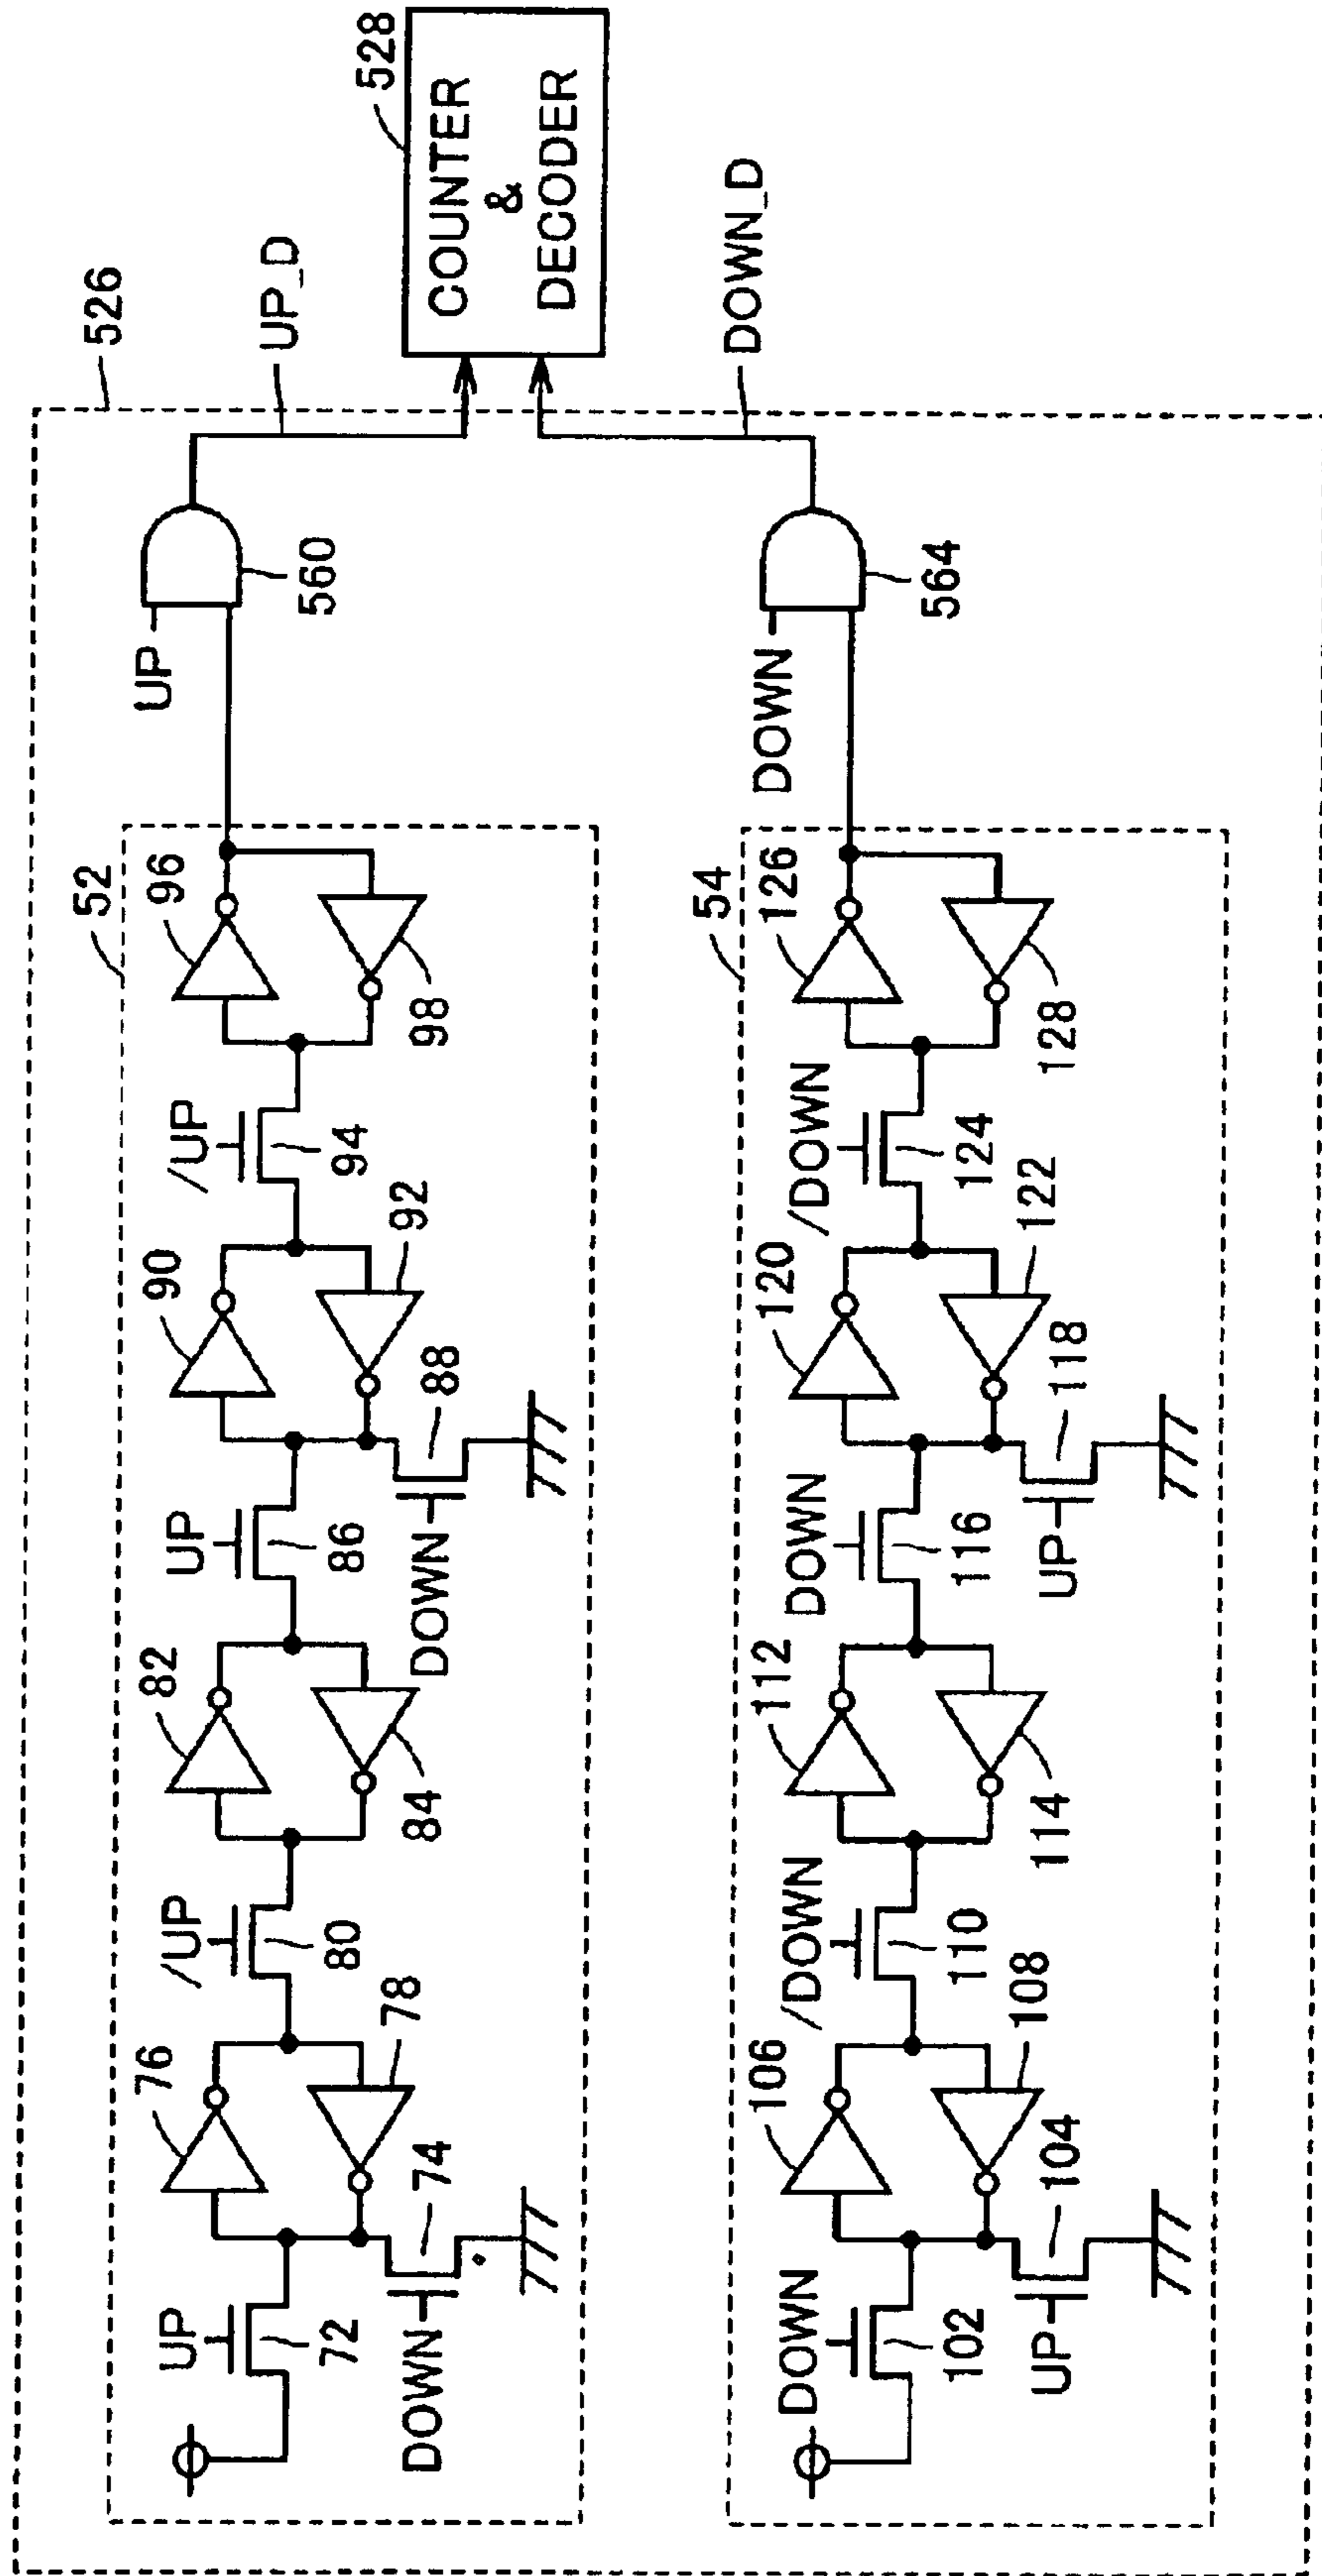 526
52
UP
72
DOWN
74
76
78
/UP
80
82
84
UP
86
DOWN
88
90
92
/UP
94
96
98
UP
560
UP_D
528
COUNTER
&
DECODER
54
DOWN
102
UP
104
106
108
/DOWN
110
112
114
DOWN
116
UP
118
120
122
/DOWN
124
126
128
DOWN
564
DOWN_D